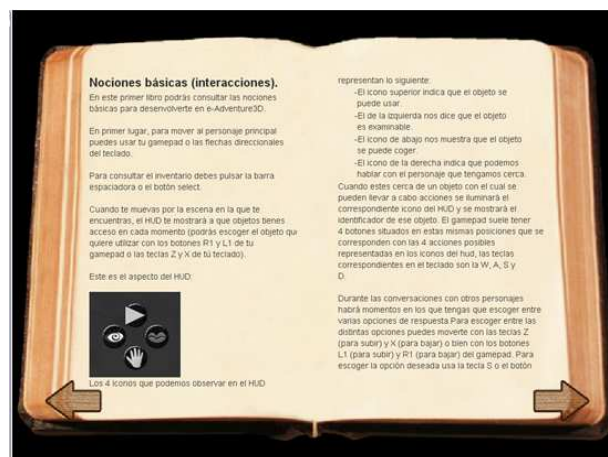 Nociones básicas (interacciones).
En este primer libro podrás consultar las nociones
básicas para desenvolverte en e-Adventure3D.
En primer lugar, para mover al personaje principal
puedes usar tu gamepad o las flechas direccionales
del teclado.
Para consultar el inventario debes pulsar la barra
espaciadora o el botón select.
Cuando te muevas por la escena en la que te
encuentras, el HUD te mostrará a que objetos tienes
acceso en cada momento (podrás escoger el objeto que
quiere utilizar con los botones R1 y L1 de tu
gamepad o las teclas Z y X de tú teclado).
Este es el aspecto del HUD:
Los 4 iconos que podemos observar en el HUD
representan lo siguiente:
-El icono superior indica que el objeto se
puede usar.
-El de la izquierda nos dice que el objeto
es examinable.
-El icono de abajo nos muestra que el objeto
se puede coger.
-El icono de la derecha indica que podemos
hablar con el personaje que tengamos cerca.
Cuando estes cerca de un objeto con el cual se
pueden llevar a cabo acciones se iluminará el
correspondiente icono del HUD y se mostrará el
identificador de ese objeto. El gamepad suele tener
4 botones situados en estas mismas posiciones que se
corresponden con las 4 acciones posibles
representadas en los iconos del hud, las teclas
correspondientes en el teclado son la W, A, S y
D.
Durante las conversaciones con otros personajes
habrá momentos en los que tengas que escoger entre
varias opciones de respuesta.Para escoger entre las
distintas opciones puedes moverte con las teclas Z
(para subir) y X (para bajar) o bien con los botones
L1 (para subir) y R1 (para bajar) del gamepad. Para
escoger la opción deseada usa la tecla S o el botón